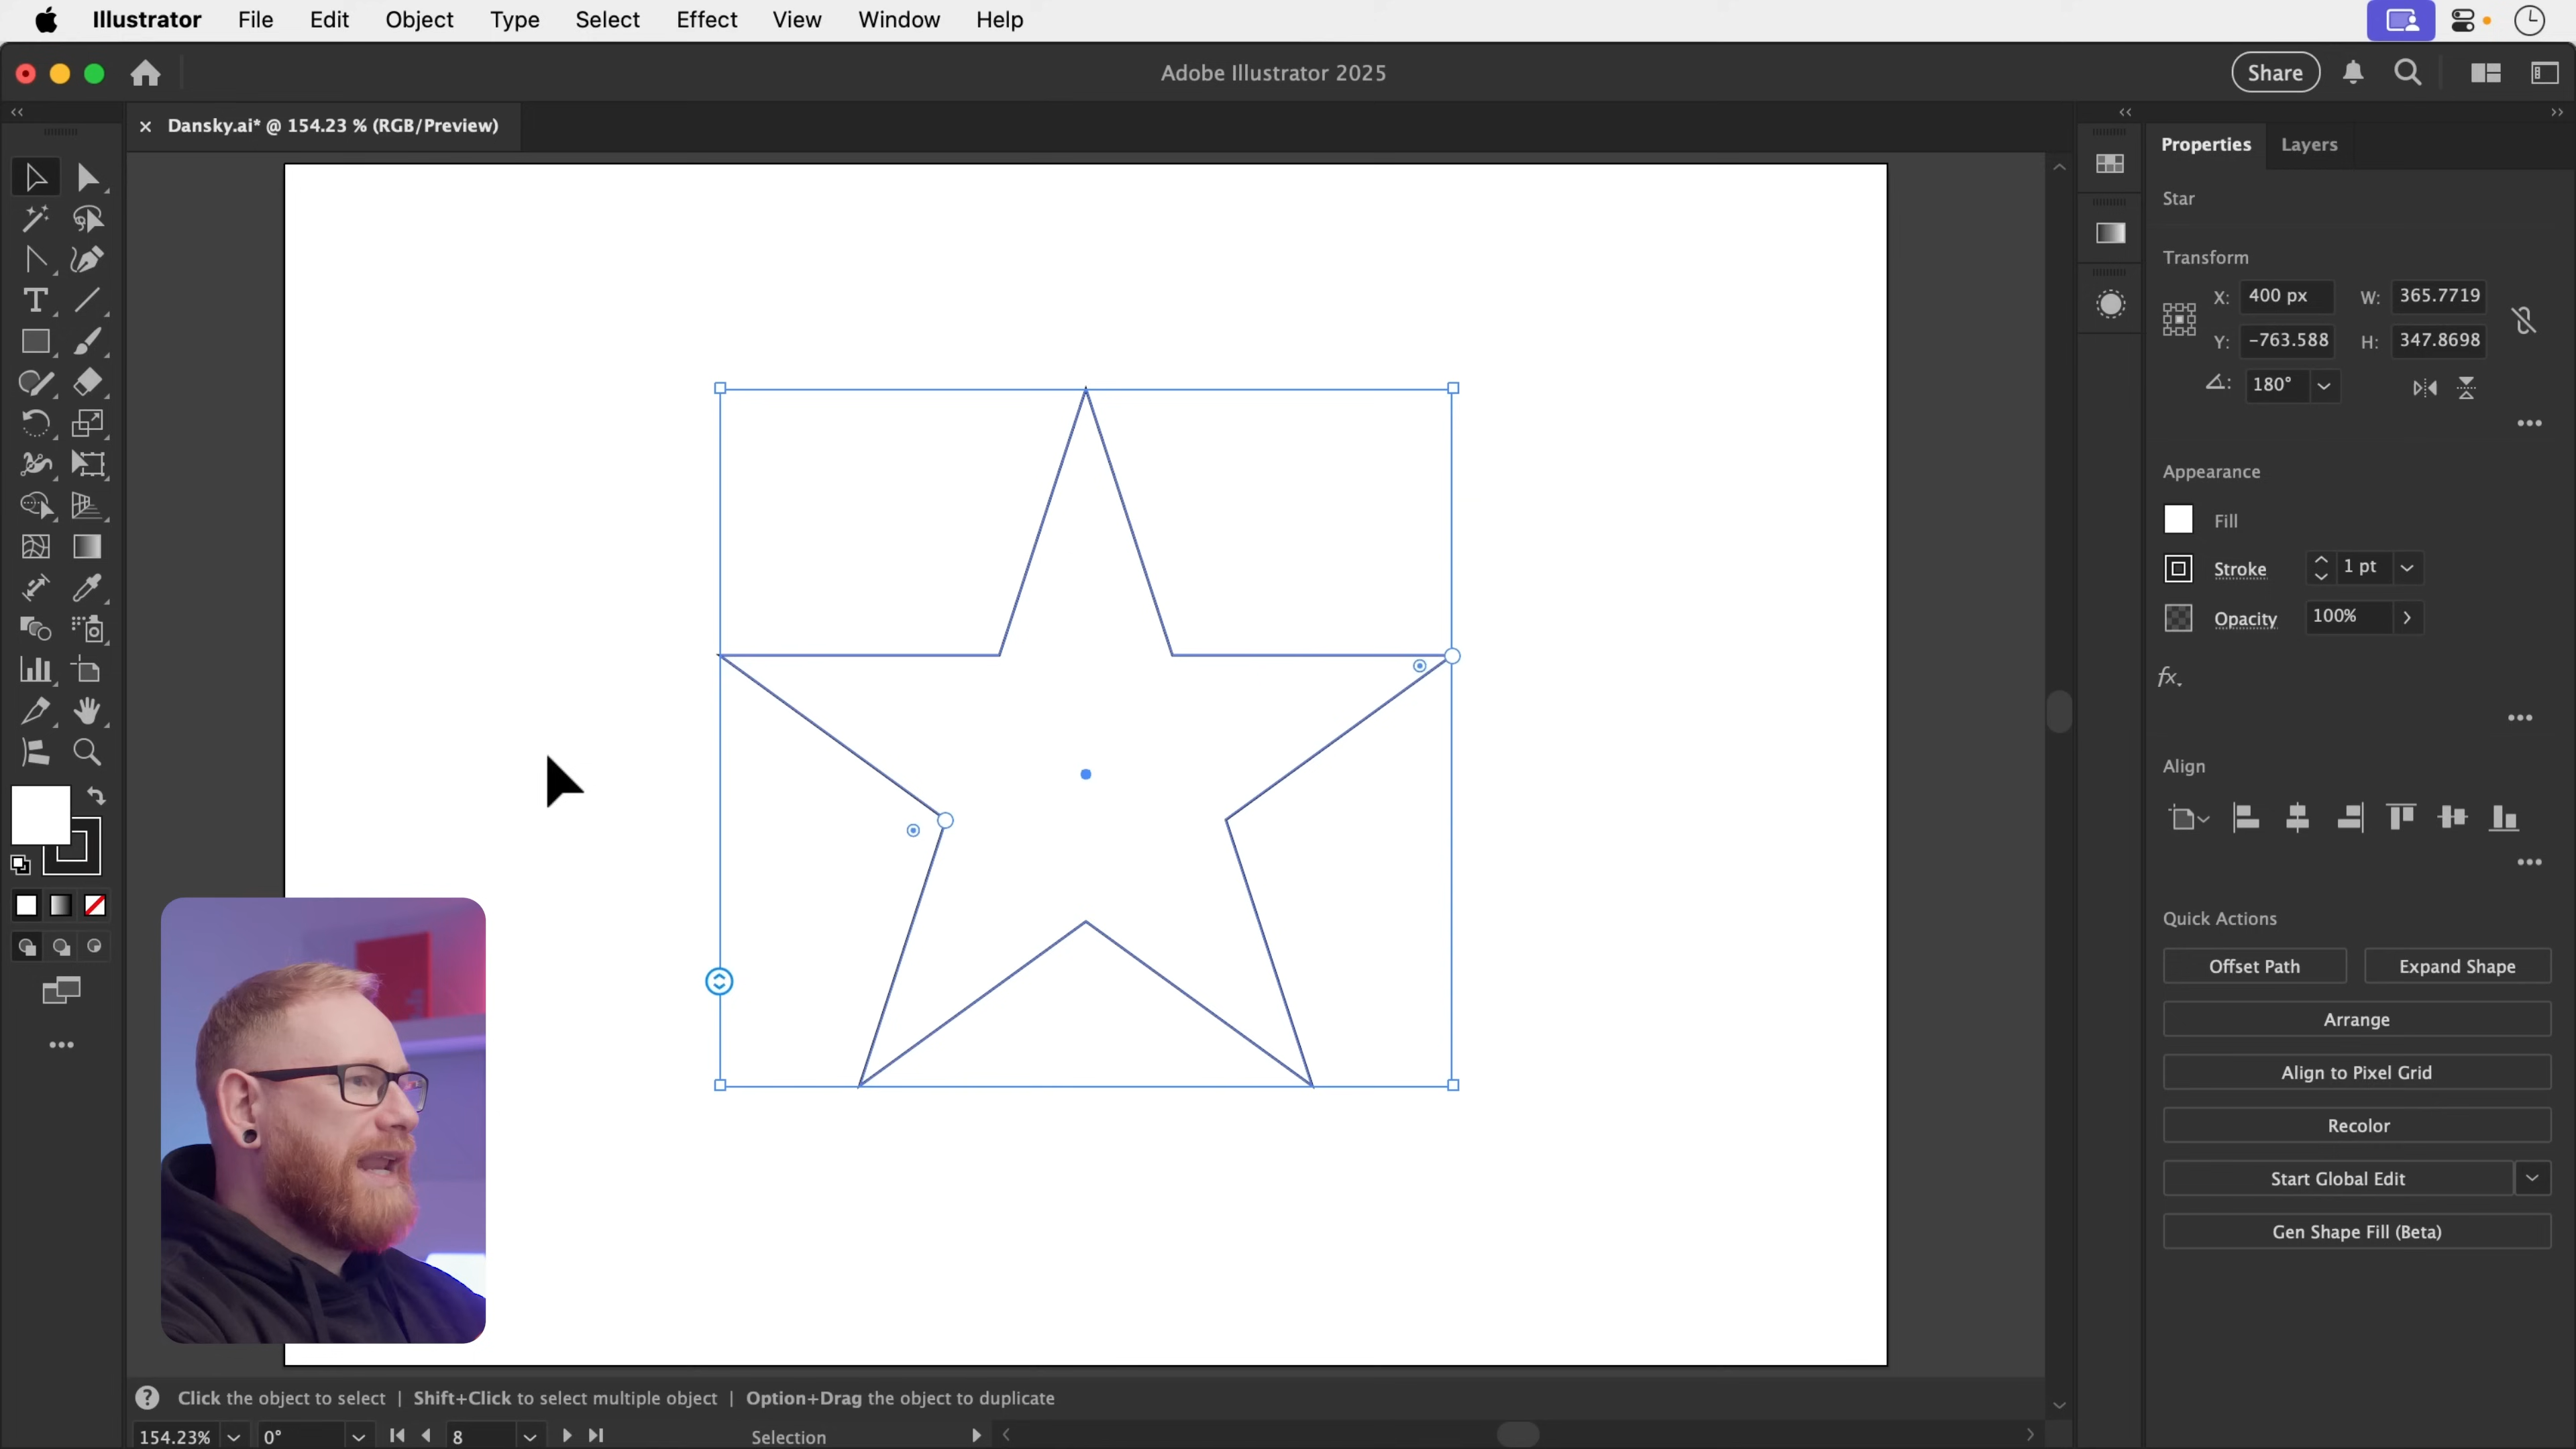 Illustrator File Edit Object Type Select Effect View Window Help
Adobe Illustrator 2025
Share
× Dansky.ai* @ 154.23 % (RGB/Preview)
Properties Layers
Star
Transform
X: 400 px W: 365.7719
Y: -763.588 H: 347.8698
180°
Appearance
Fill
Stroke 1 pt
Opacity 100%
fx.
Align
Quick Actions
Offset Path Expand Shape
Arrange
Align to Pixel Grid
Recolor
Start Global Edit
Gen Shape Fill (Beta)
Click the object to select | Shift+Click to select multiple object | Option+Drag the object to duplicate
154.23% 0° 8 Selection